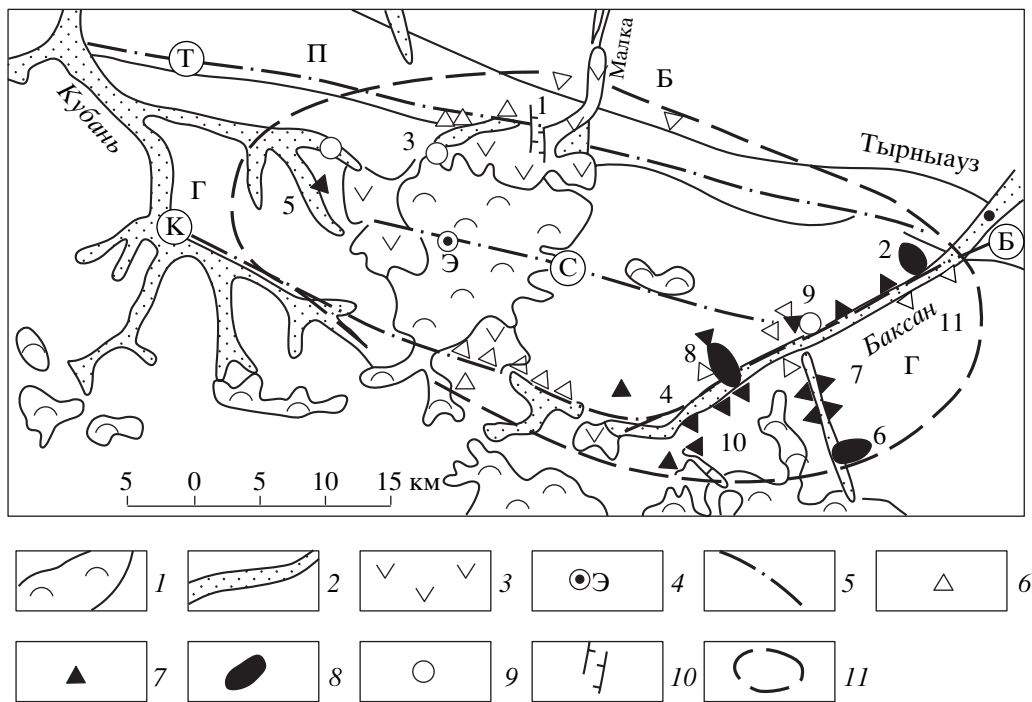 Т
П
Малка
Б
1
Кубань
3
Тырныауз
Г
5
К
Э
С
2
Б
9
11
Баксан
8
Г
7
4
10
6
5 0 5 10 15 км
1 2 3 Э 4 5 6
7 8 9 10 11